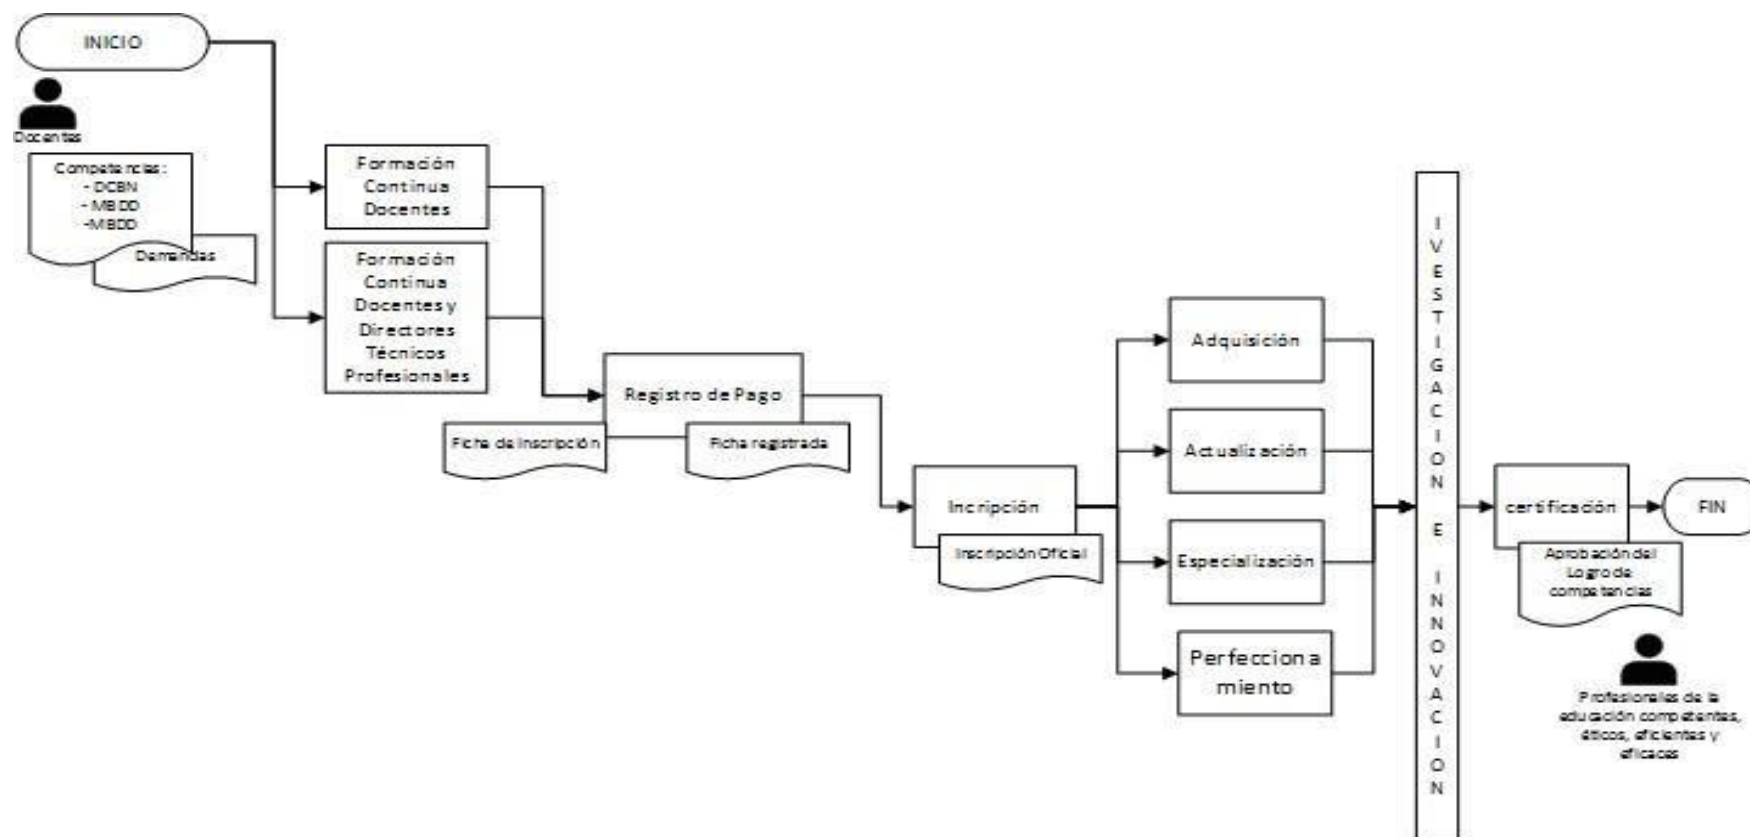 INICIO
Docentes
Competencias:
- DCBN
- MBDD
-MBDD
Demandas
Formación
Continua
Docentes
Formación
Continua
Docentes y
Directores
Técnicos
Profesionales
Registro de Pago
Ficha de Inscripción
Ficha registrada
Incripción
Inscripción Oficial
Adquisición
Actualización
Especialización
Perfecciona
miento
IVESTIGACION E INNOVACION
certificación
Aprobación del
Logro de
competencias
FIN
Profesionales de la
educación competentes,
éticos, eficientes y
eficaces